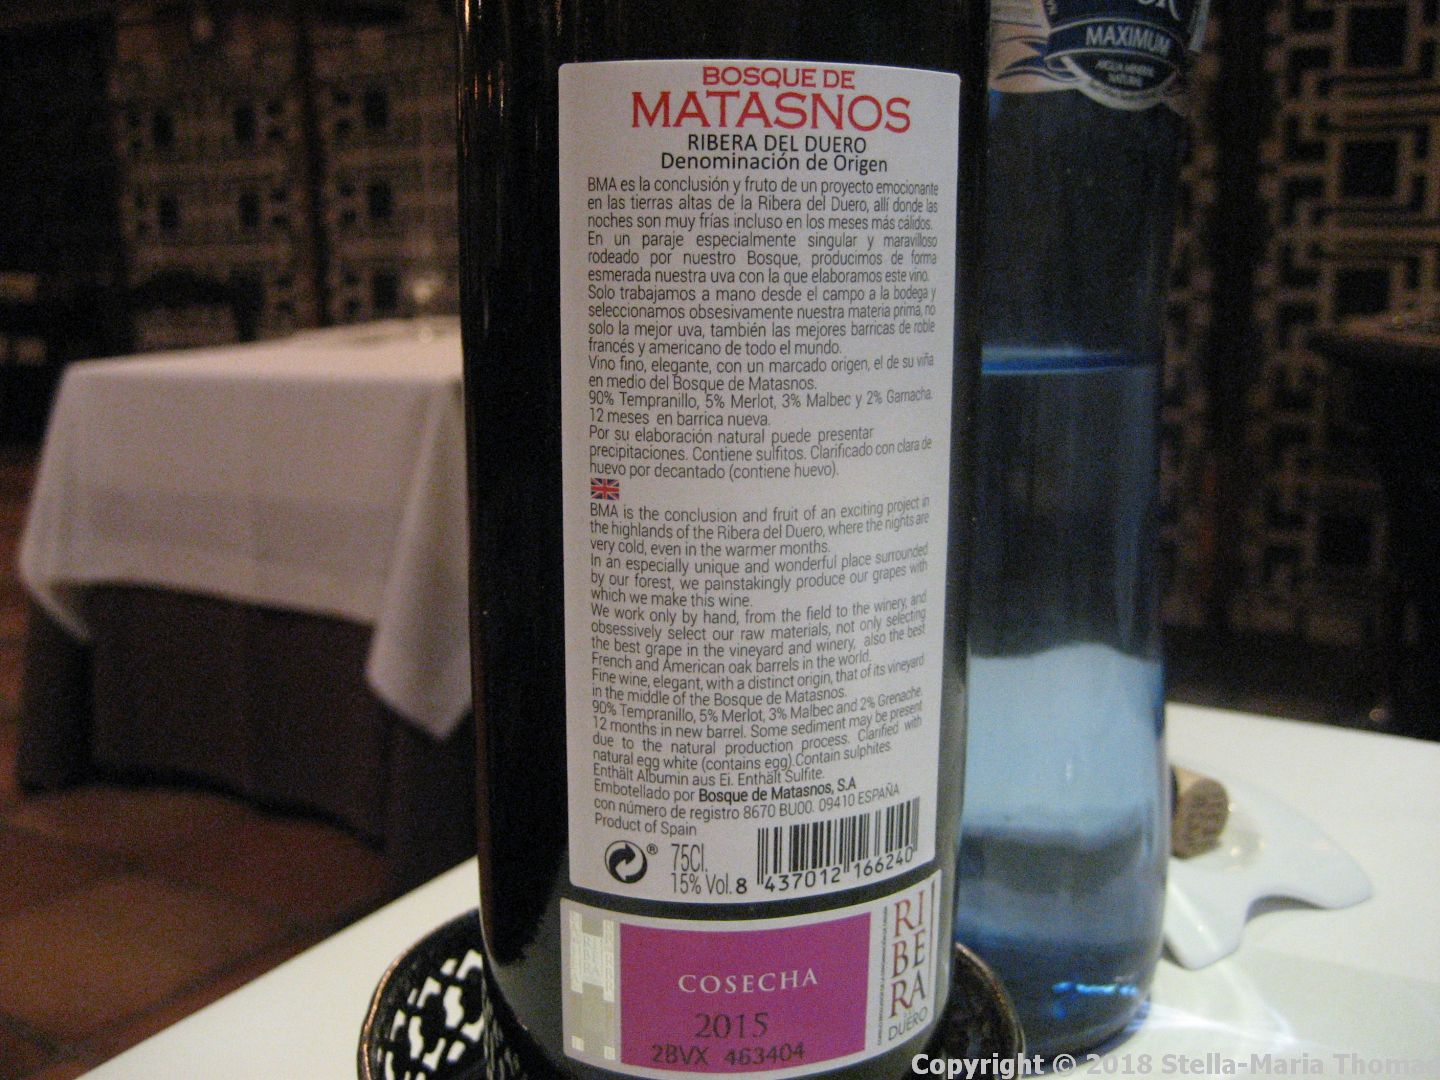 BOSQUE DE
MATASNOS
RIBERA DEL DUERO
Denominación de Origen
BMA es la conclusión y fruto de un proyecto emocionante
en las tierras altas de la Ribera del Duero, allí donde las
noches son muy frías incluso en los meses más cálidos.
En un paraje especialmente singular y maravilloso
rodeado por nuestro Bosque, producimos de forma
esmerada nuestra uva con la que elaboramos este vino.
Solo trabajamos a mano desde el campo a la bodega y
seleccionamos obsesivamente nuestra materia prima, no
solo la mejor uva, también las mejores barricas de roble
francés y americano de todo el mundo.
Vino fino, elegante, con un marcado origen, el de su viña
en medio del Bosque de Matasnos.
90% Tempranillo, 5% Merlot, 3% Malbec y 2% Garnacha.
12 meses en barrica nueva.
Por su elaboración natural puede presentar
precipitaciones. Contiene sulfitos. Clarificado con clara de
huevo por decantado (contiene huevo).
BMA is the conclusion and fruit of an exciting project in
the highlands of the Ribera del Duero, where the nights are
very cold, even in the warmer months.
In an especially unique and wonderful place surrounded
by our forest, we painstakingly produce our grapes with
which we make this wine.
We work only by hand, from the field to the winery, and
obsessively select our raw materials, not only selecting
the best grape in the vineyard and winery, also the best
French and American oak barrels in the world.
Fine wine, elegant, with a distinct origin, that of its vineyard
in the middle of the Bosque de Matasnos.
90% Tempranillo, 5% Merlot, 3% Malbec and 2% Grenache.
12 months in new barrel. Some sediment may be present
due to the natural production process. Clarified with
natural egg white (contains egg).Contain sulphites.
Enthält Albumin aus Ei. Enthält Sulfite.
Embotellado por Bosque de Matasnos, S.A
con número de registro 8670 BU00. 09410 ESPAÑA
Product of Spain
75Cl.
15% Vol.
8 437012 166240
COSECHA
2015
2BVX 463404
RIBERA
DUERO
MAXIMUM
Copyright © 2018 Stella-Maria Thomas